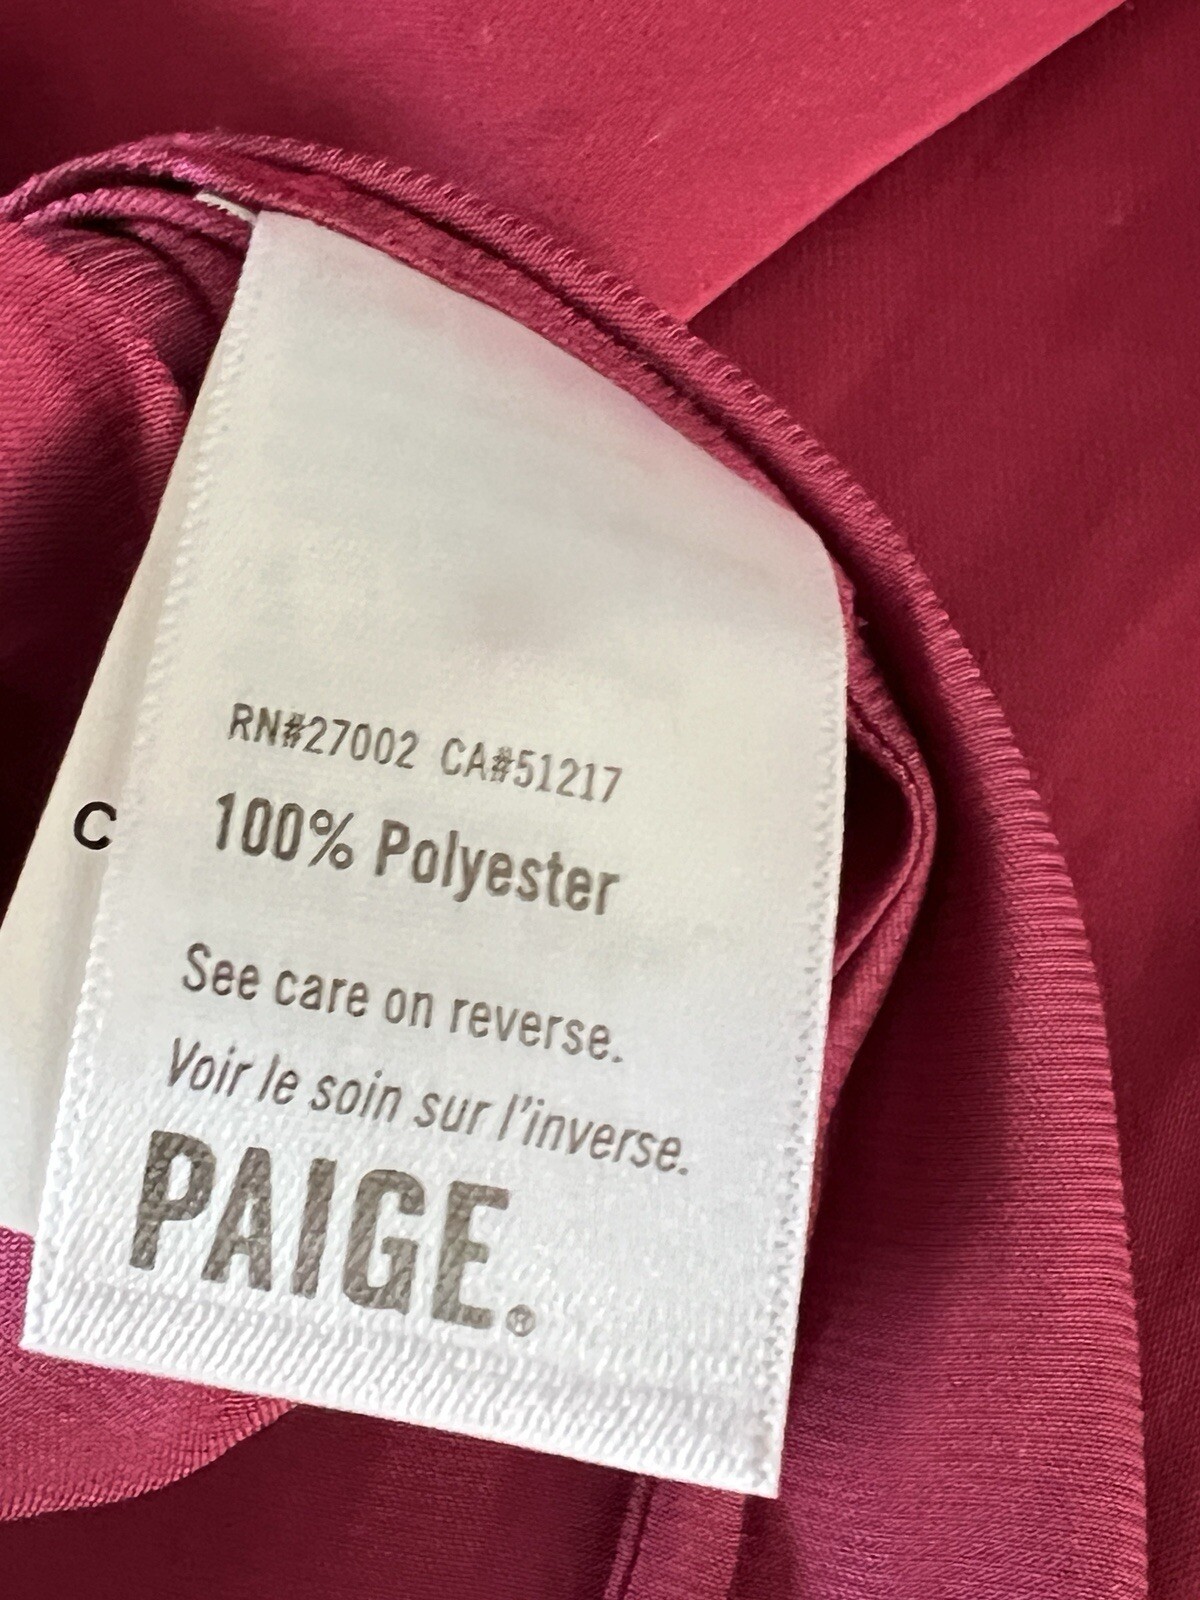 RN#27002 CA#51217
100% Polyester
C
See care on reverse.
Voir le soin sur l'inverse.
PAIGE®